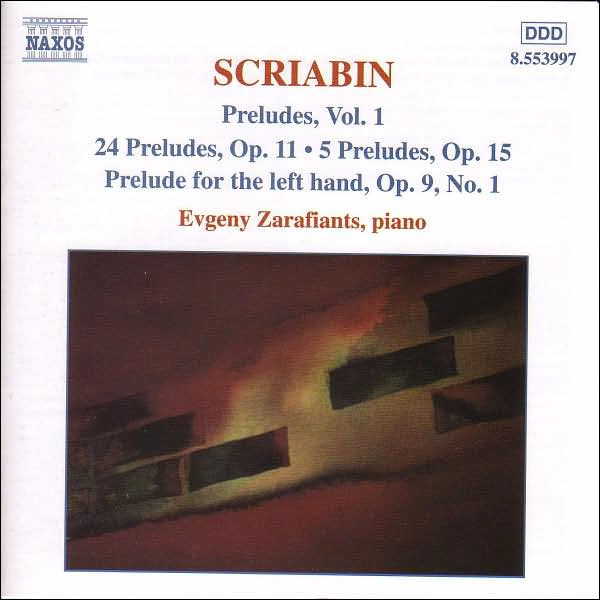 NAXOS
DDD
8.553997
SCRIABIN
Preludes, Vol. 1
24 Preludes, Op. 11 • 5 Preludes, Op. 15
Prelude for the left hand, Op. 9, No. 1
Evgeny Zarafiants, piano